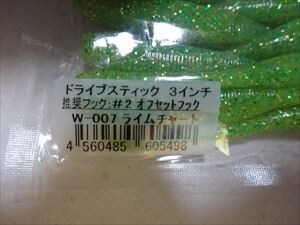 ドライブスティック 3インチ
推奨フック:#2 オフセットフック
W-007 ライムチャート
4 560485 605498